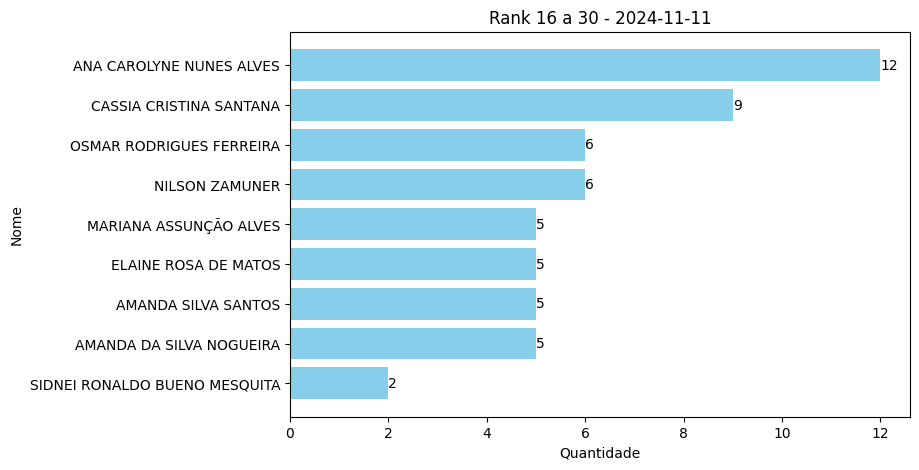 Rank 16 a 30 - 2024-11-11
Nome
ANA CAROLYNE NUNES ALVES 12
CASSIA CRISTINA SANTANA 9
OSMAR RODRIGUES FERREIRA 6
NILSON ZAMUNER 6
MARIANA ASSUNÇÃO ALVES 5
ELAINE ROSA DE MATOS 5
AMANDA SILVA SANTOS 5
AMANDA DA SILVA NOGUEIRA 5
SIDNEI RONALDO BUENO MESQUITA 2
0 2 4 6 8 10 12
Quantidade